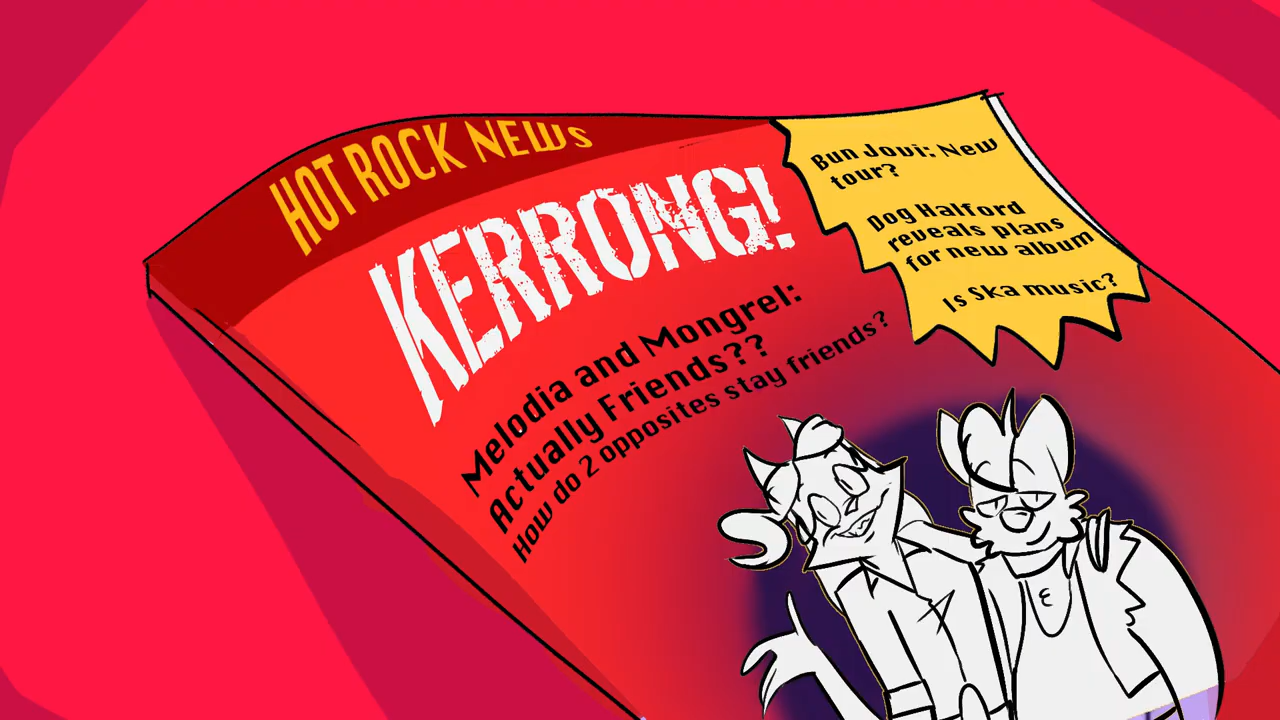 HOT ROCK NEWS
KERRONG!
Melodia and Mongrel:
Actually Friends??
How do 2 opposites stay friends?
Bun Jovi: New
tour?
Dog Halford
reveals plans
for new album
Is Ska music?